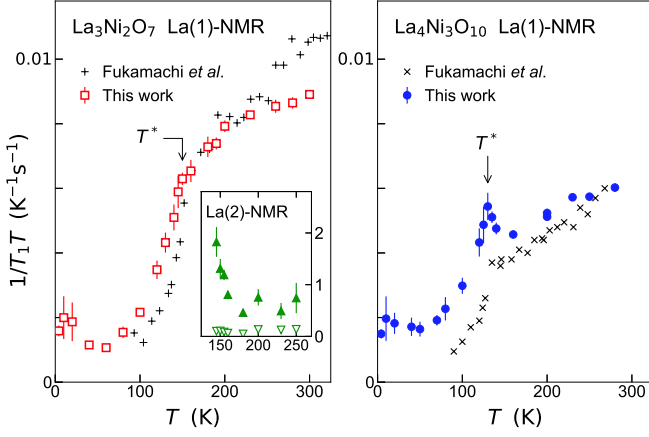 La3Ni2O7 La(1)-NMR
0.01
Fukamachi et al.
This work
T*
La(2)-NMR
2
1
0
150 200 250
1/T1T (K-1s-1)
0
0 100 200 300
T (K)
La4Ni3O10 La(1)-NMR
0.01
Fukamachi et al.
This work
T*
0
0 100 200 300
T (K)